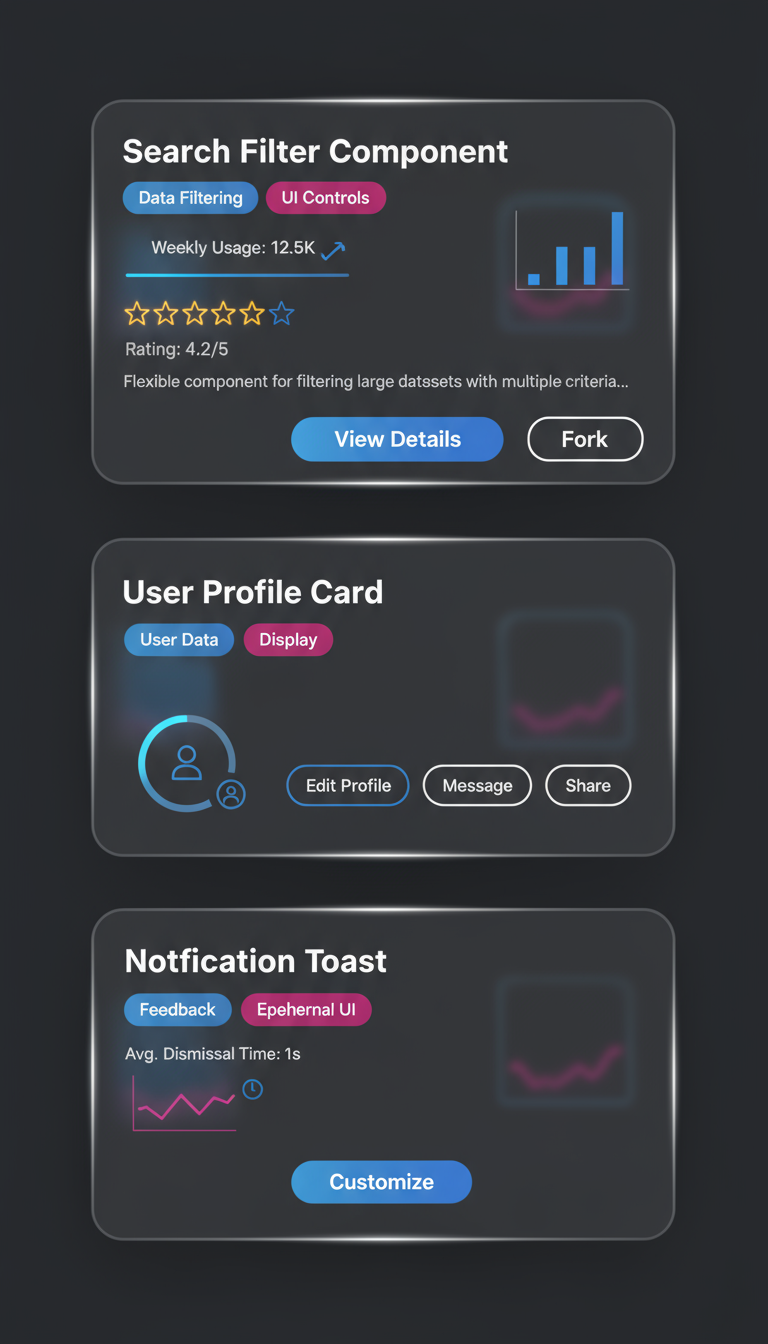 Search Filter Component
Data Filtering UI Controls
Weekly Usage: 12.5K
Rating: 4.2/5
Flexible component for filtering large datssets with multiple criteria...
View Details Fork
User Profile Card
User Data Display
Edit Profile Message Share
Notfication Toast
Feedback Epehernal UI
Avg. Dismissal Time: 1s
Customize